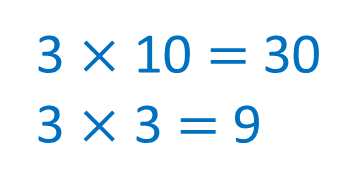 3 × 10 = 30
3 × 3 = 9